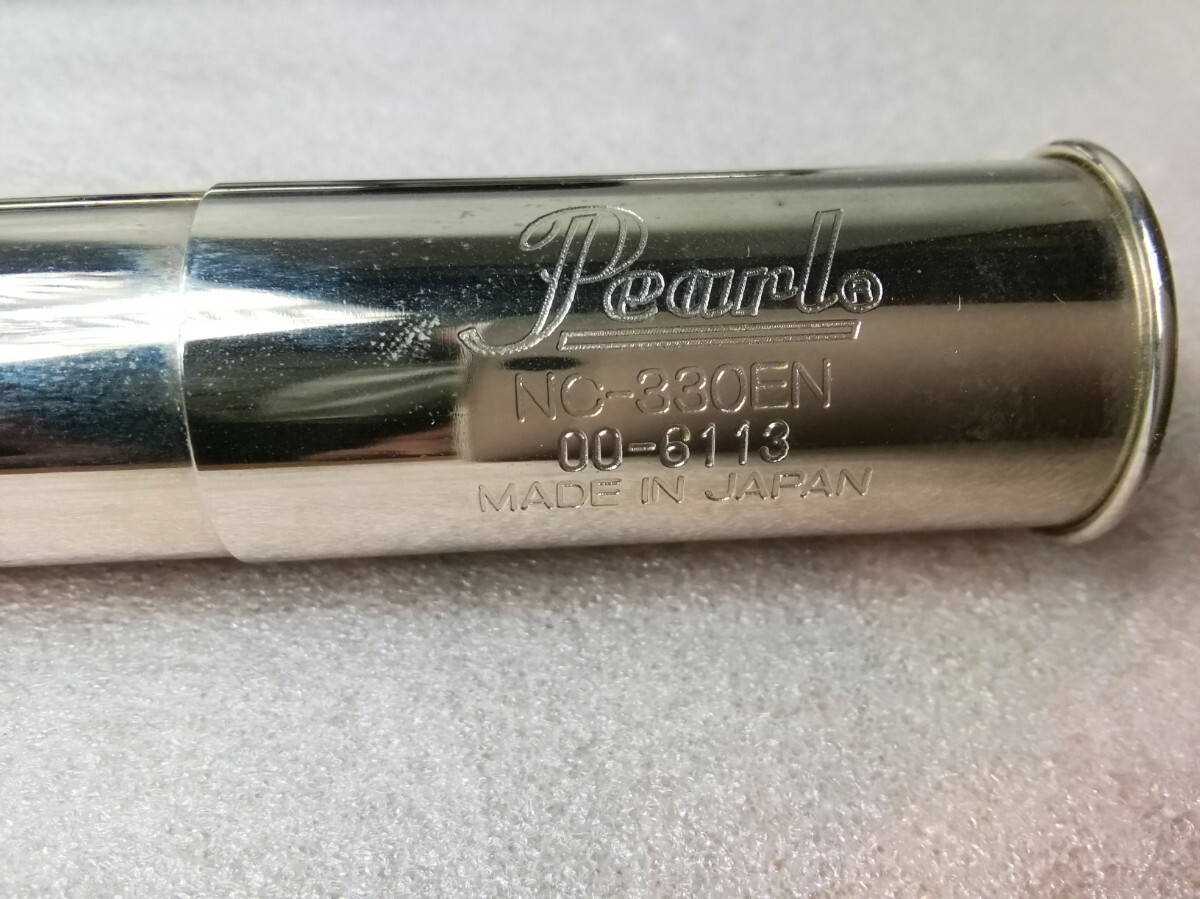 Pearl®
NC-330EN
00-6113
MADE IN JAPAN